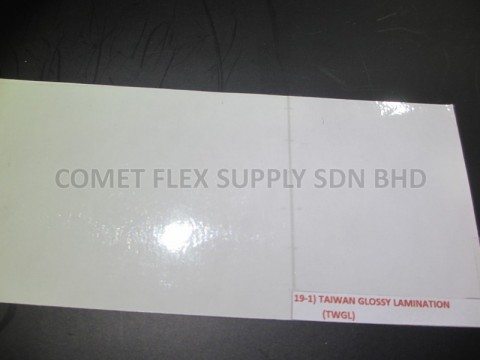 COMET FLEX SUPPLY SDN BHD
19-1) TAIWAN GLOSSY LAMINATION
(TWGL)